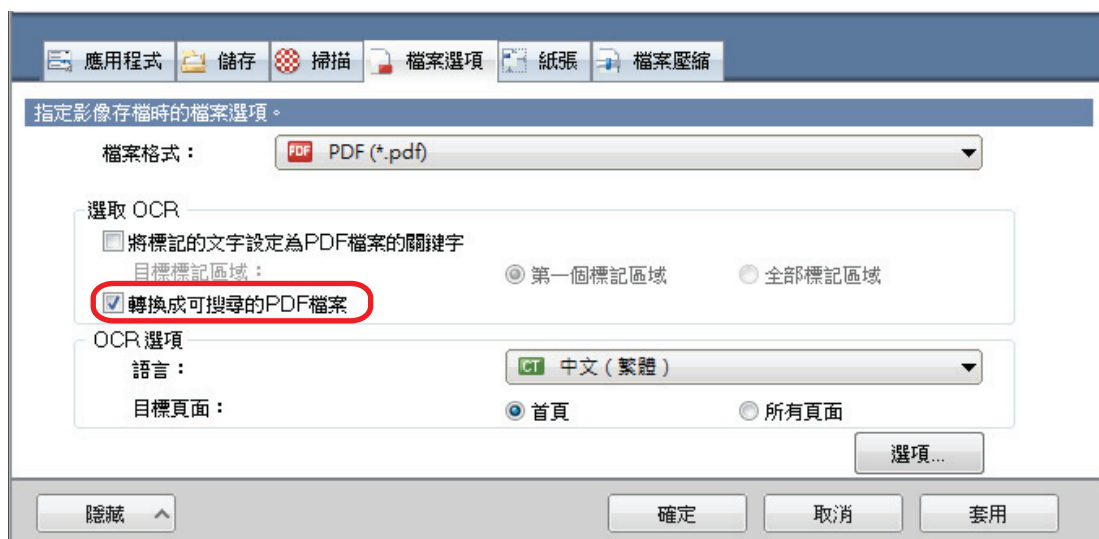 應用程式 儲存 掃描 檔案選項 紙張 檔案壓縮
指定影像存檔時的檔案選項。
檔案格式： PDF PDF (*.pdf)
選取 OCR
將標記的文字設定為PDF檔案的關鍵字
目標標記區域： 第一個標記區域 全部標記區域
轉換成可搜尋的PDF檔案
OCR 選項
語言： CT 中文 ( 繁體 )
目標頁面： 首頁 所有頁面
選項...
隱藏 確定 取消 套用